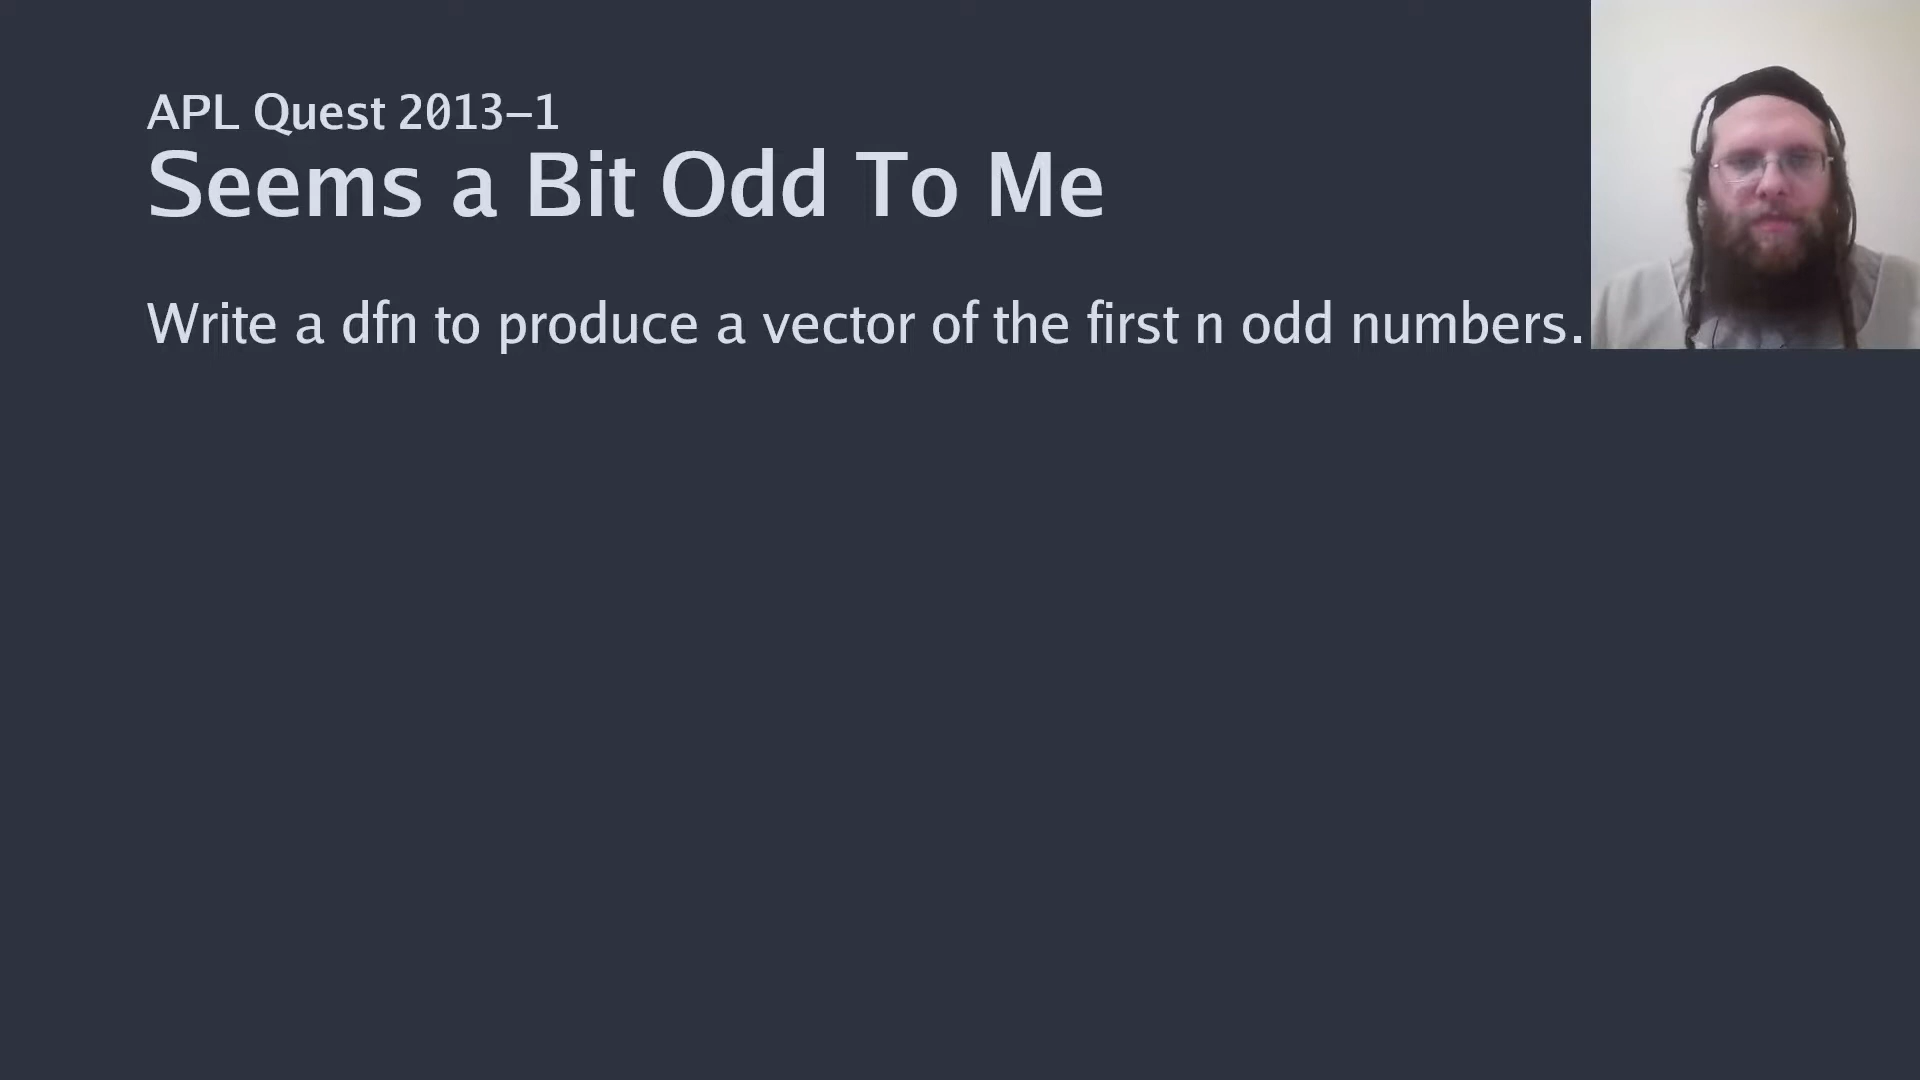 APL Quest 2013–1
Seems a Bit Odd To Me
Write a dfn to produce a vector of the first n odd numbers.